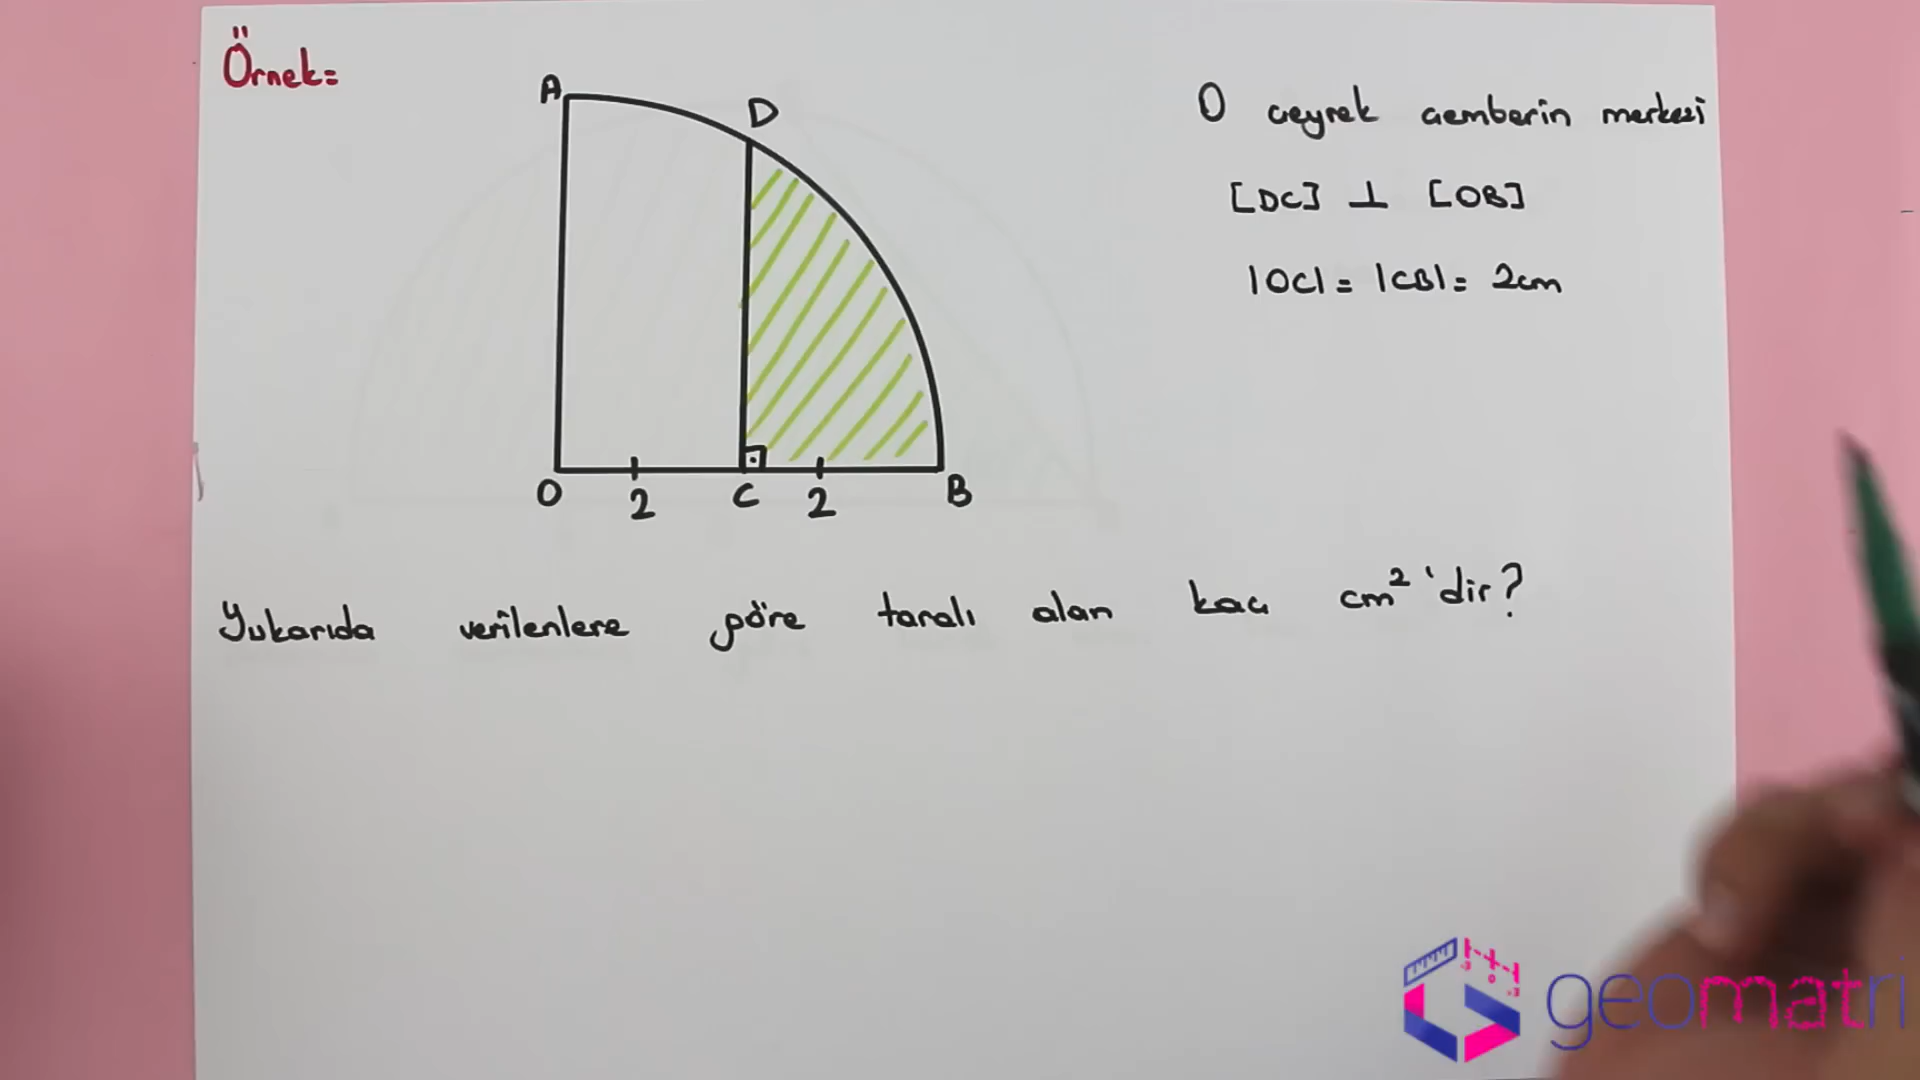 Örnek=
A
D
O çeyrek çemberin merkezi
[DC] ⊥ [OB]
|OC| = |CB| = 2cm
O 2 C 2 B
Yukarıda verilenlere göre taralı alan kaç cm² 'dir?
geomatri